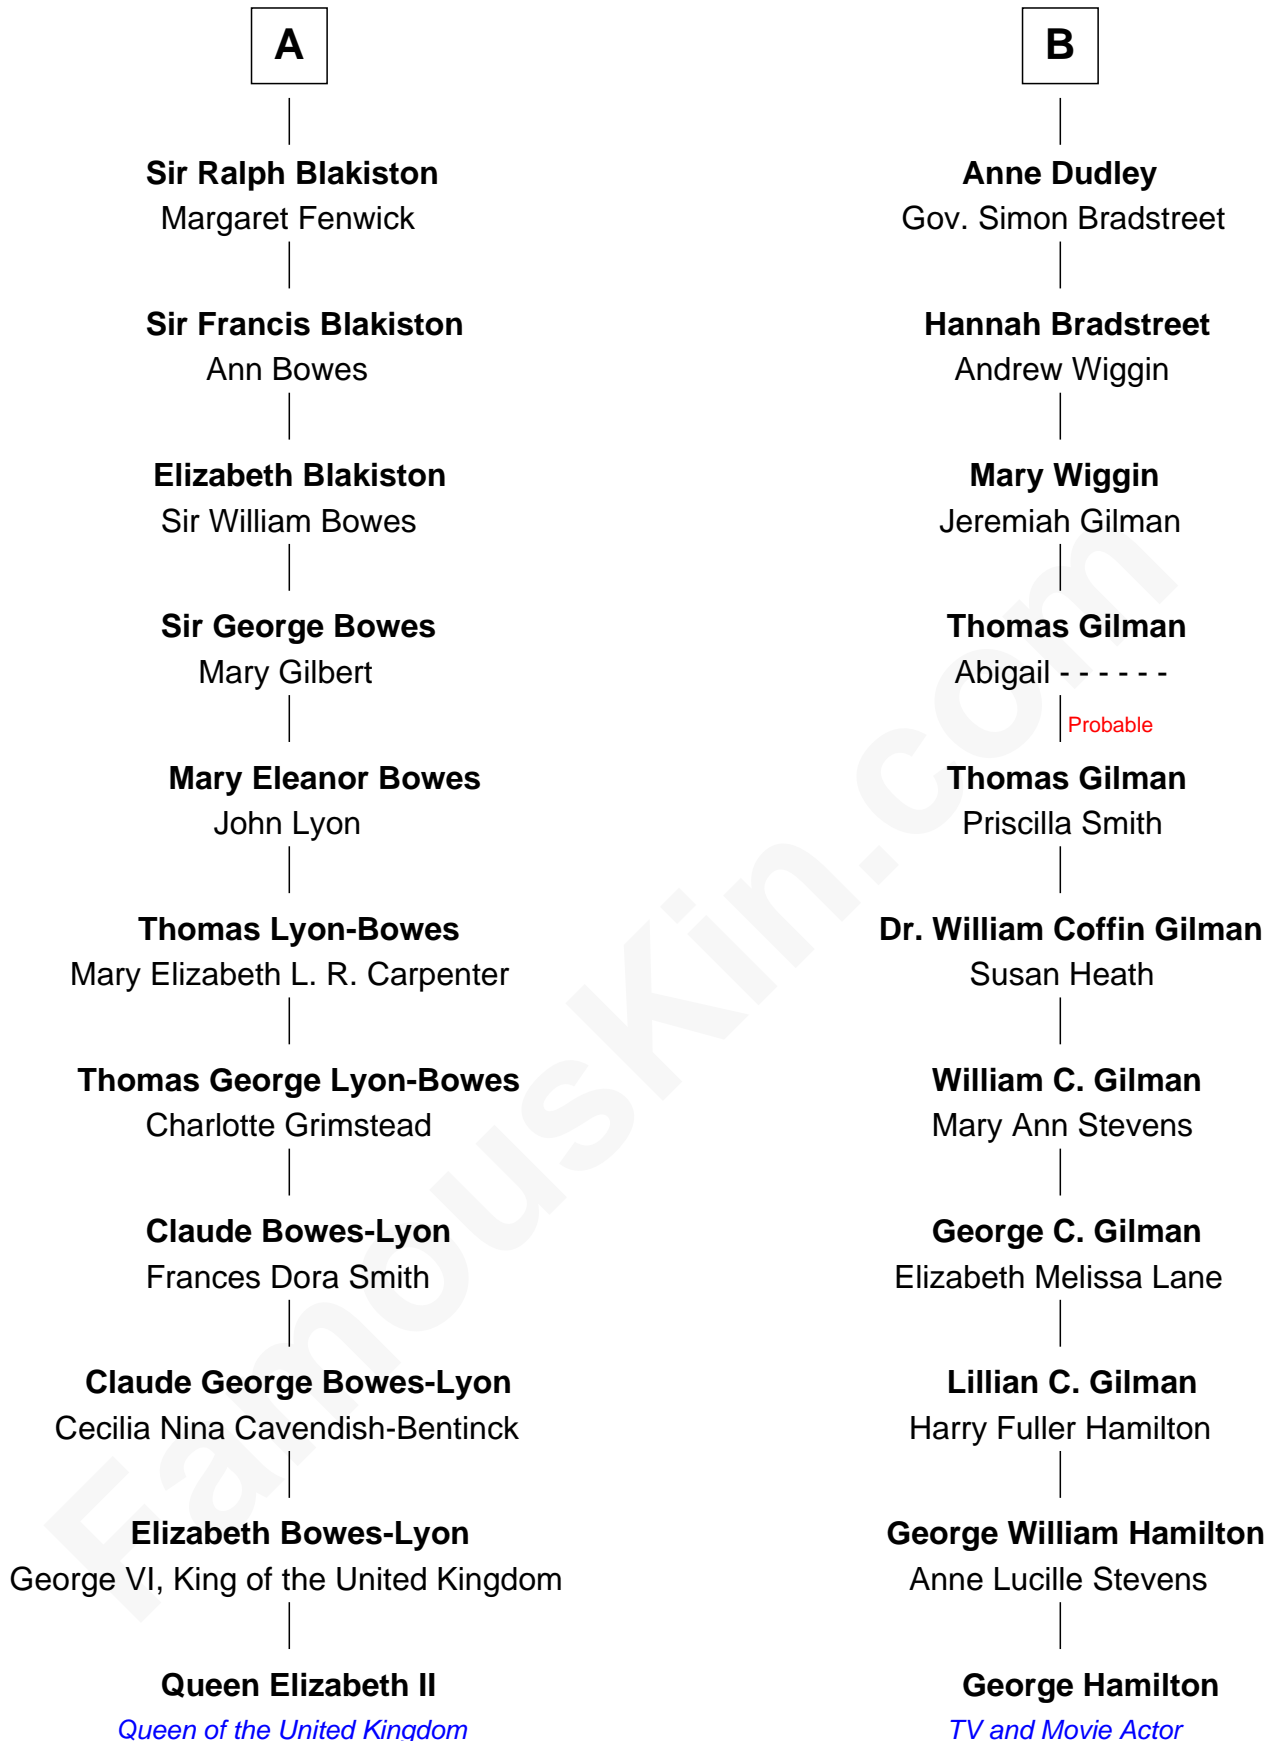 A
Sir Ralph Blakiston
Margaret Fenwick
Sir Francis Blakiston
Ann Bowes
Elizabeth Blakiston
Sir William Bowes
Sir George Bowes
Mary Gilbert
Mary Eleanor Bowes
John Lyon
Thomas Lyon-Bowes
Mary Elizabeth L. R. Carpenter
Thomas George Lyon-Bowes
Charlotte Grimstead
Claude Bowes-Lyon
Frances Dora Smith
Claude George Bowes-Lyon
Cecilia Nina Cavendish-Bentinck
Elizabeth Bowes-Lyon
George VI, King of the United Kingdom
Queen Elizabeth II
Queen of the United Kingdom
B
Anne Dudley
Gov. Simon Bradstreet
Hannah Bradstreet
Andrew Wiggin
Mary Wiggin
Jeremiah Gilman
Thomas Gilman
Abigail - - - - - -
Probable
Thomas Gilman
Priscilla Smith
Dr. William Coffin Gilman
Susan Heath
William C. Gilman
Mary Ann Stevens
George C. Gilman
Elizabeth Melissa Lane
Lillian C. Gilman
Harry Fuller Hamilton
George William Hamilton
Anne Lucille Stevens
George Hamilton
TV and Movie Actor
FamousKin.com